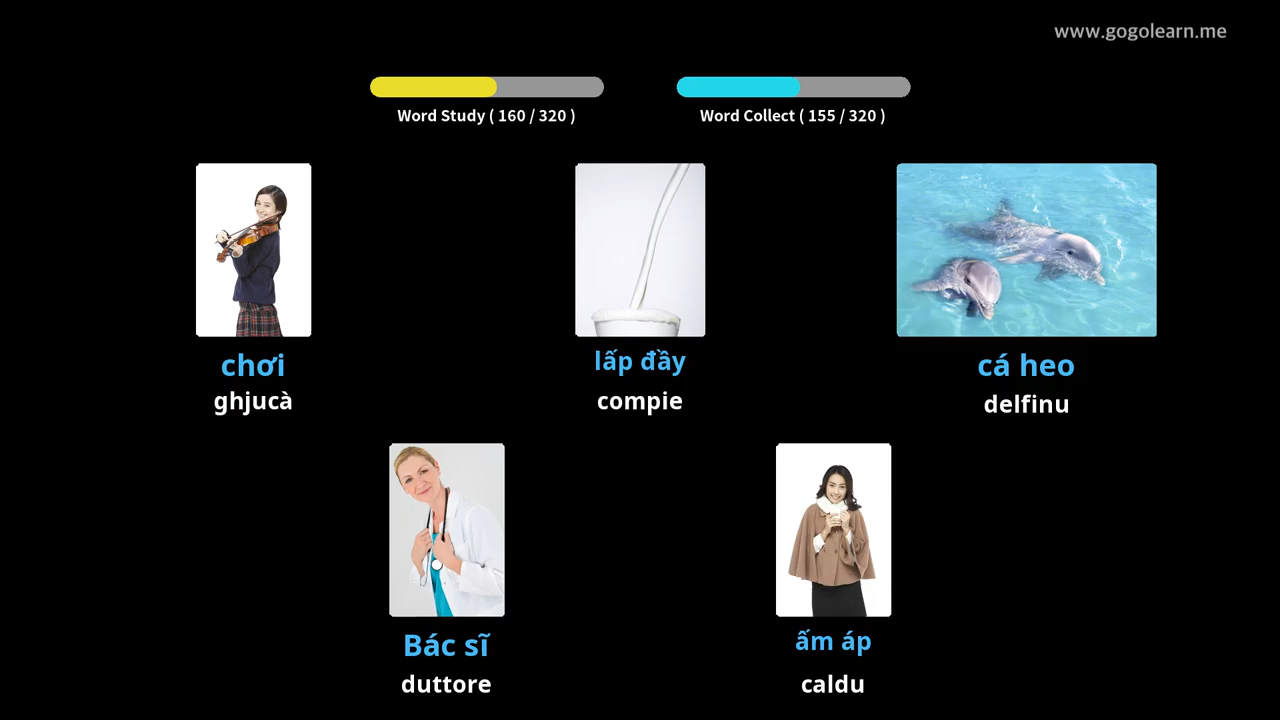 www.gogolearn.me
Word Study ( 160 / 320 )
Word Collect ( 155 / 320 )
chơi
ghjucà
lấp đầy
compie
cá heo
delfinu
Bác sĩ
duttore
ấm áp
caldu